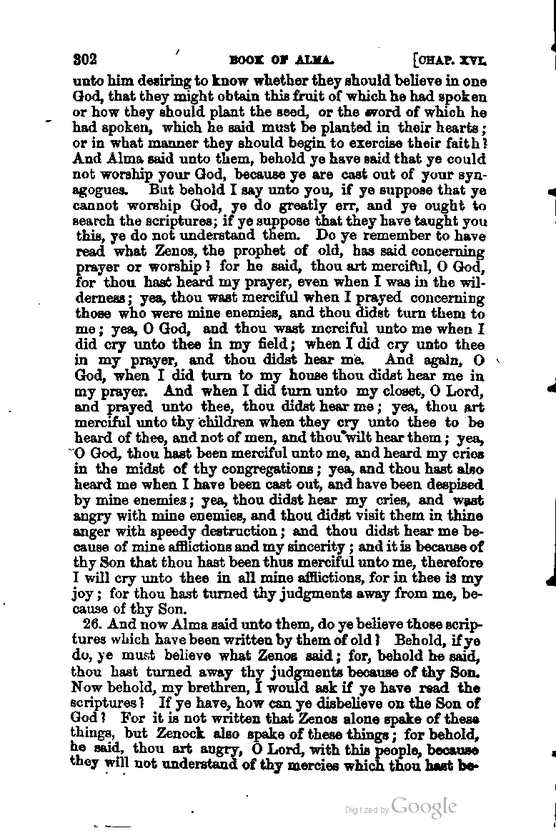 302 BOOK OF ALMA. [CHAP. XVI.
unto him desiring to know whether they should believe in one
God, that they might obtain this fruit of which he had spoken
or how they should plant the seed, or the word of which he
had spoken, which he said must be planted in their hearts;
or in what manner they should begin to exercise their faith?
And Alma said unto them, behold ye have said that ye could
not worship your God, because ye are cast out of your syn-
agogues. But behold I say unto you, if ye suppose that ye
cannot worship God, ye do greatly err, and ye ought to
search the scriptures; if ye suppose that they have taught you
this, ye do not understand them. Do ye remember to have
read what Zenos, the prophet of old, has said concerning
prayer or worship? for he said, thou art merciful, O God,
for thou hast heard my prayer, even when I was in the wil-
derness; yea, thou wast merciful when I prayed concerning
those who were mine enemies, and thou didst turn them to
me; yea, O God, and thou wast merciful unto me when I
did cry unto thee in my field; when I did cry unto thee
in my prayer, and thou didst hear me. And again, O
God, when I did turn to my house thou didst hear me in
my prayer. And when I did turn unto my closet, O Lord,
and prayed unto thee, thou didst hear me; yea, thou art
merciful unto thy children when they cry unto thee to be
heard of thee, and not of men, and thou wilt hear them; yea,
O God, thou hast been merciful unto me, and heard my cries
in the midst of thy congregations; yea, and thou hast also
heard me when I have been cast out, and have been despised
by mine enemies; yea, thou didst hear my cries, and wast
angry with mine enemies, and thou didst visit them in thine
anger with speedy destruction; and thou didst hear me be-
cause of mine afflictions and my sincerity; and it is because of
thy Son that thou hast been thus merciful unto me, therefore
I will cry unto thee in all mine afflictions, for in thee is my
joy; for thou hast turned thy judgments away from me, be-
cause of thy Son.
26. And now Alma said unto them, do ye believe those scrip-
tures which have been written by them of old? Behold, if ye
do, ye must believe what Zenos said; for, behold he said,
thou hast turned away thy judgments because of thy Son.
Now behold, my brethren, I would ask if ye have read the
scriptures? If ye have, how can ye disbelieve on the Son of
God? For it is not written that Zenos alone spake of these
things, but Zenock also spake of these things; for behold,
he said, thou art angry, O Lord, with this people, because
they will not understand of thy mercies which thou hast be-
Digitized by Google